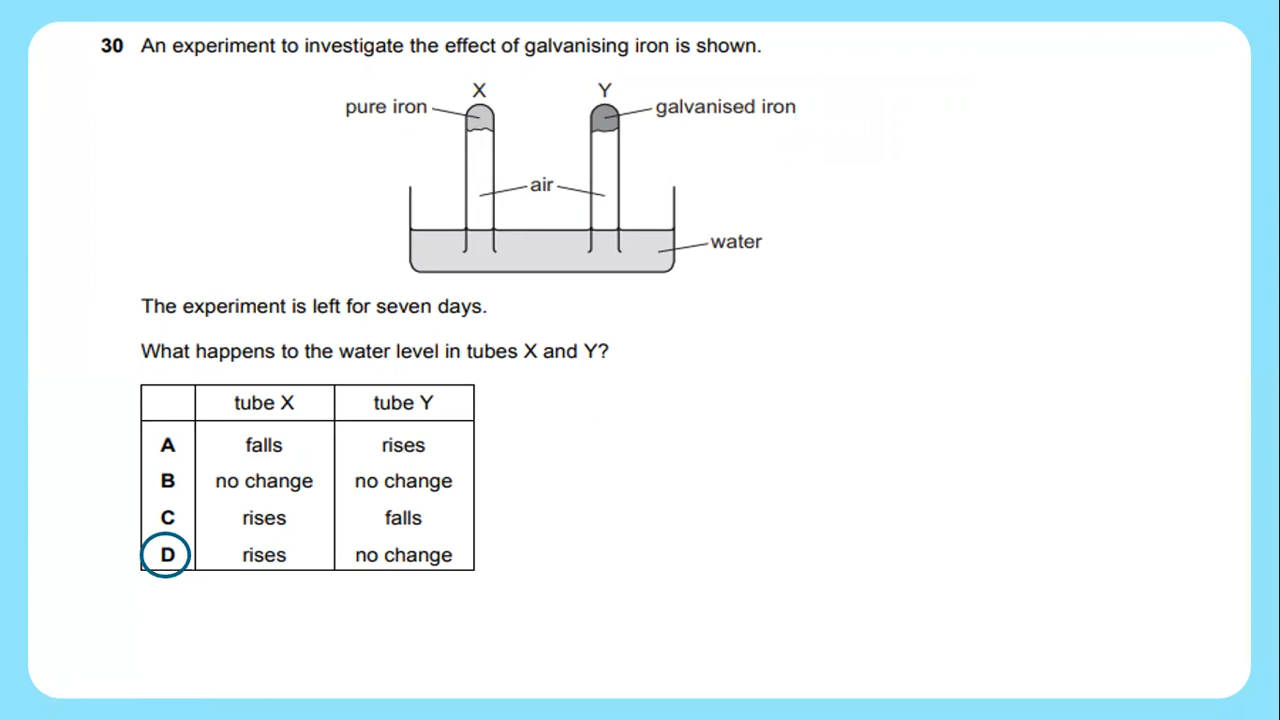 30 An experiment to investigate the effect of galvanising iron is shown.
X Y
pure iron galvanised iron
air
water
The experiment is left for seven days.
What happens to the water level in tubes X and Y?
tube X tube Y
A falls rises
B no change no change
C rises falls
D rises no change